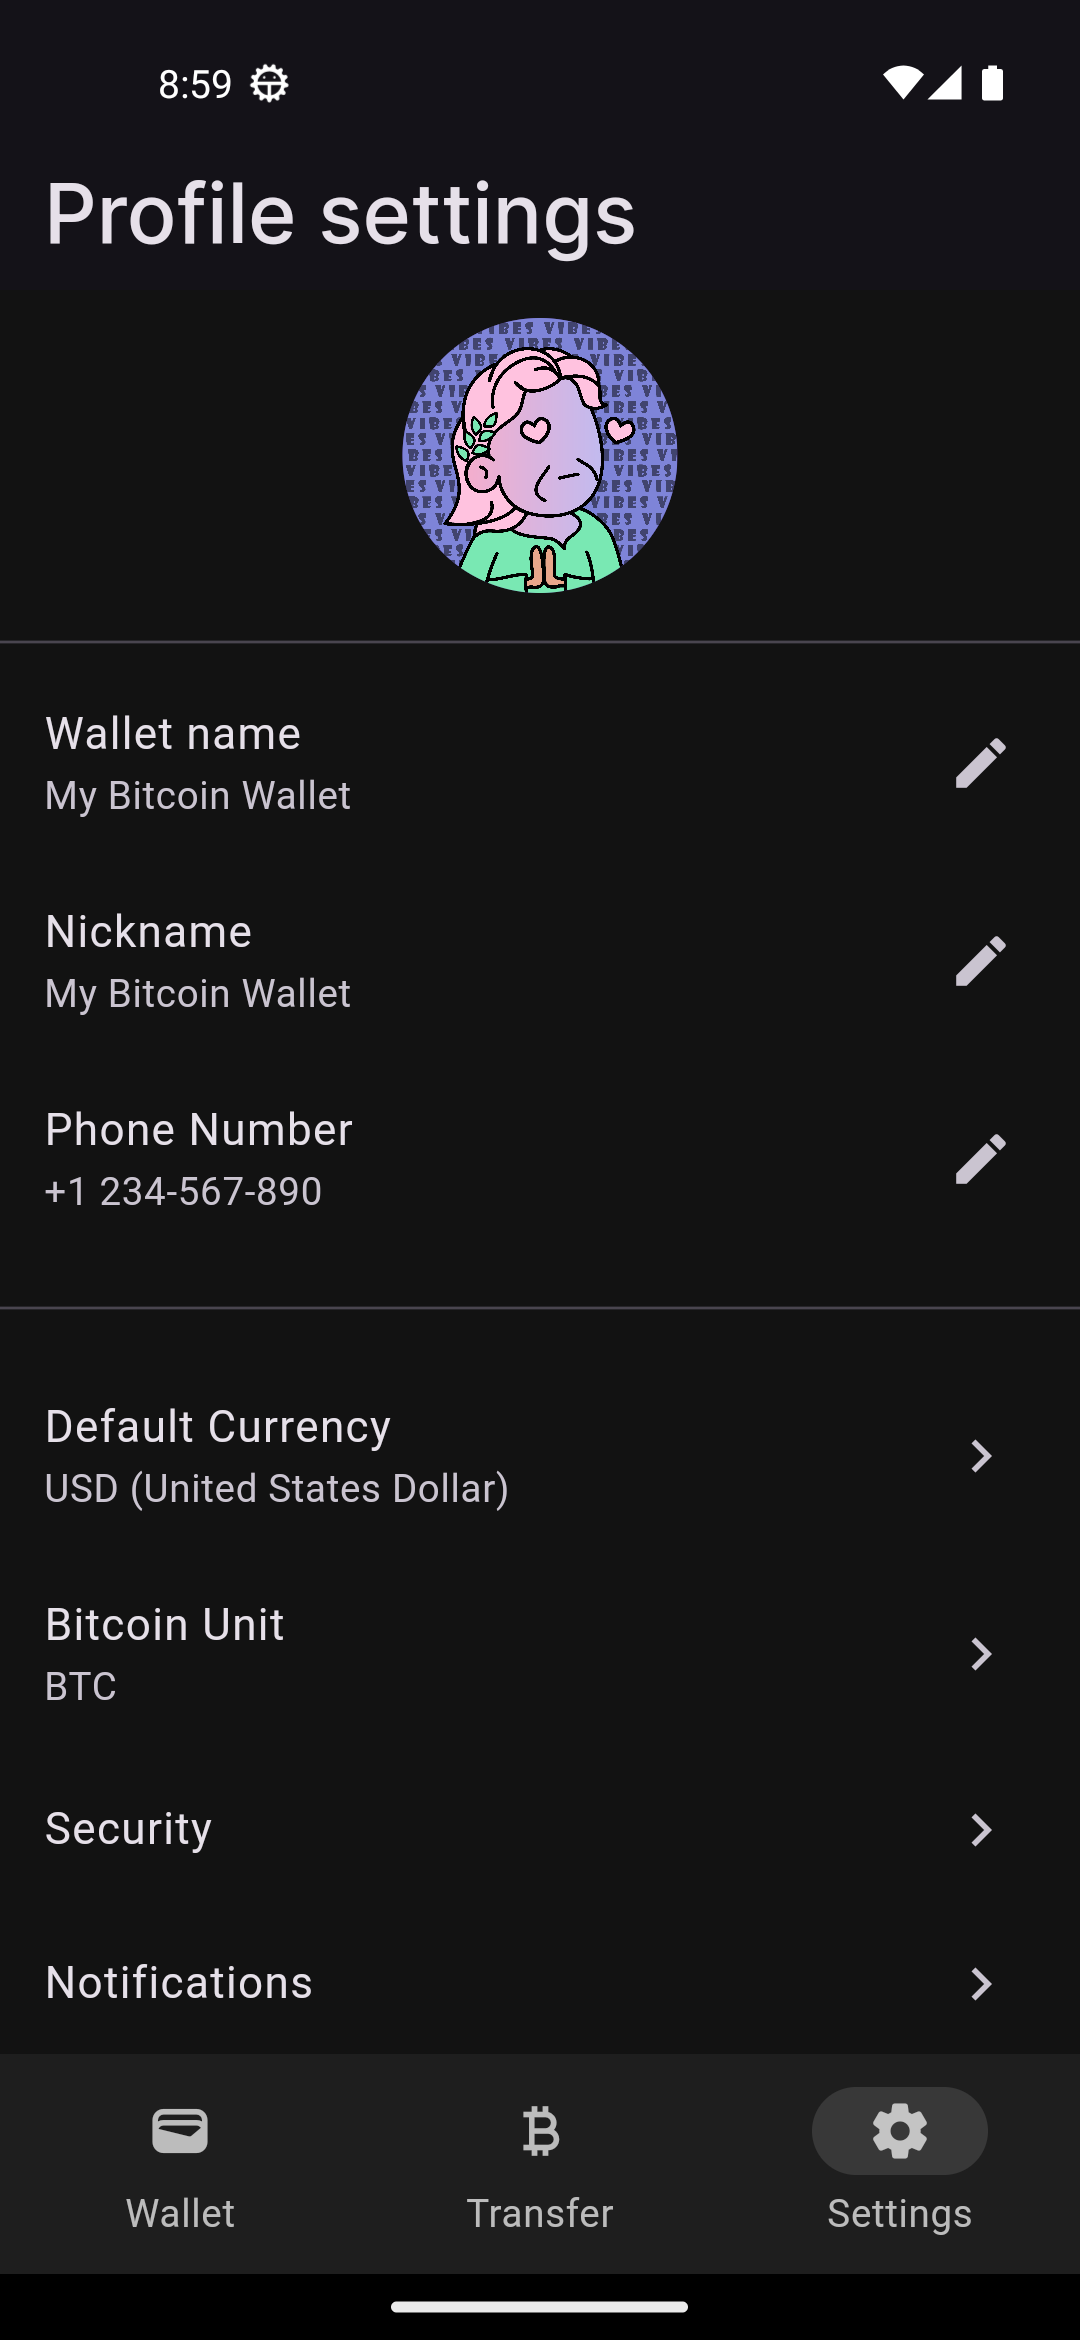 8:59
Profile settings
VIBES VIBES
Wallet name
My Bitcoin Wallet
Nickname
My Bitcoin Wallet
Phone Number
+1 234-567-890
Default Currency
USD (United States Dollar)
Bitcoin Unit
BTC
Security
Notifications
Wallet
Transfer
Settings